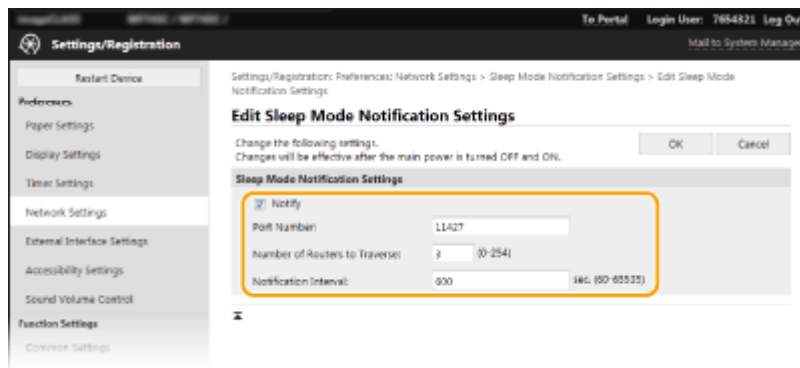 To Portal Login User: 7654321 Log Ou
Settings/Registration
Mail to System Manage
Restart Device
Preferences
Paper Settings
Display Settings
Timer Settings
Network Settings
External Interface Settings
Accessibility Settings
Sound Volume Control
Function Settings
Common Settings
Settings/Registration: Preferences: Network Settings > Sleep Mode Notification Settings > Edit Sleep Mode
Notification Settings
Edit Sleep Mode Notification Settings
Change the following settings.
Changes will be effective after the main power is turned OFF and ON.
OK Cancel
Sleep Mode Notification Settings
Notify
Port Number: 11427
Number of Routers to Traverse: 3 (0-254)
Notification Interval: 600 sec. (60-65535)